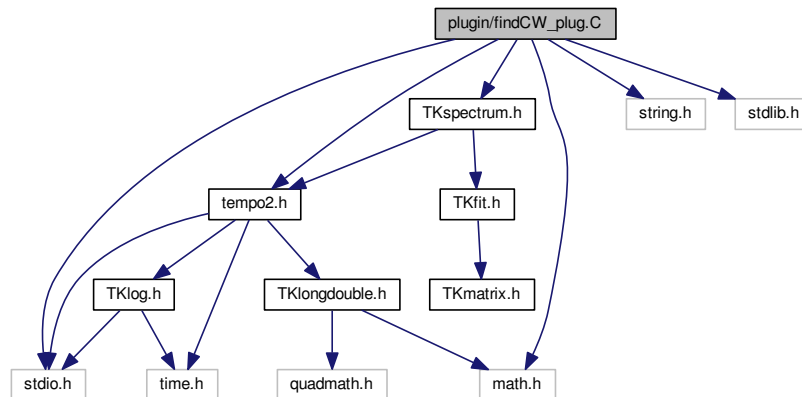 plugin/findCW_plug.C
TKspectrum.h
string.h
stdlib.h
tempo2.h
TKfit.h
TKlog.h
TKlongdouble.h
TKmatrix.h
stdio.h
time.h
quadmath.h
math.h